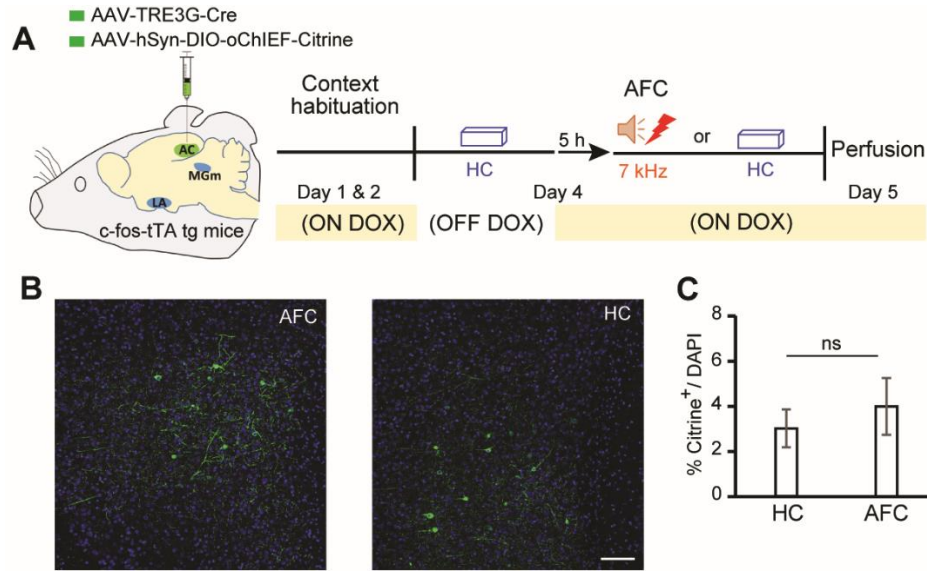 AAV-TRE3G-Cre
AAV-hSyn-DIO-oChIEF-Citrine
A
AC
MGm
LA
c-fos-tTA tg mice
Context
habituation
HC
5 h
AFC
7 kHz
or
HC
Perfusion
Day 1 & 2
Day 4
Day 5
(ON DOX)
(OFF DOX)
(ON DOX)
B
AFC
HC
C
% Citrine⁺/ DAPI
8
6
4
2
0
ns
HC
AFC